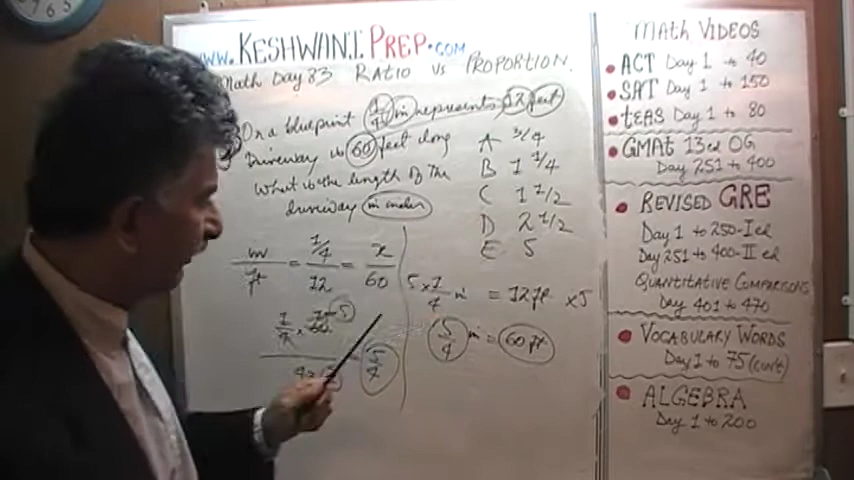 www.KESHWANIPREP.COM
Math Day 83 RATIO VS PROPORTION.
On a blueprint 1/4 in represents 12 feet
Driveway is 60 feet long
What is the length of the
driveway in inches
A 3/4
B 1 1/4
C 1 1/2
D 2 1/2
E 5
in/ft = 1/4 / 12 = x/60
5 x 1/4 in = 12 ft x 5
5/4 in = 60 ft
5/4
MATH VIDEOS
ACT Day 1 to 40
SAT Day 1 to 150
tEAS Day 1 to 80
GMAT 13 ed OG
Day 251 to 400
REVISED GRE
Day 1 to 250-I ed
Day 251 to 400-II ed
QUANTITATIVE COMPARISONS
Day 401 to 470
VOCABULARY WORDS
Day 1 to 75 (cin't)
ALGEBRA
Day 1 to 200